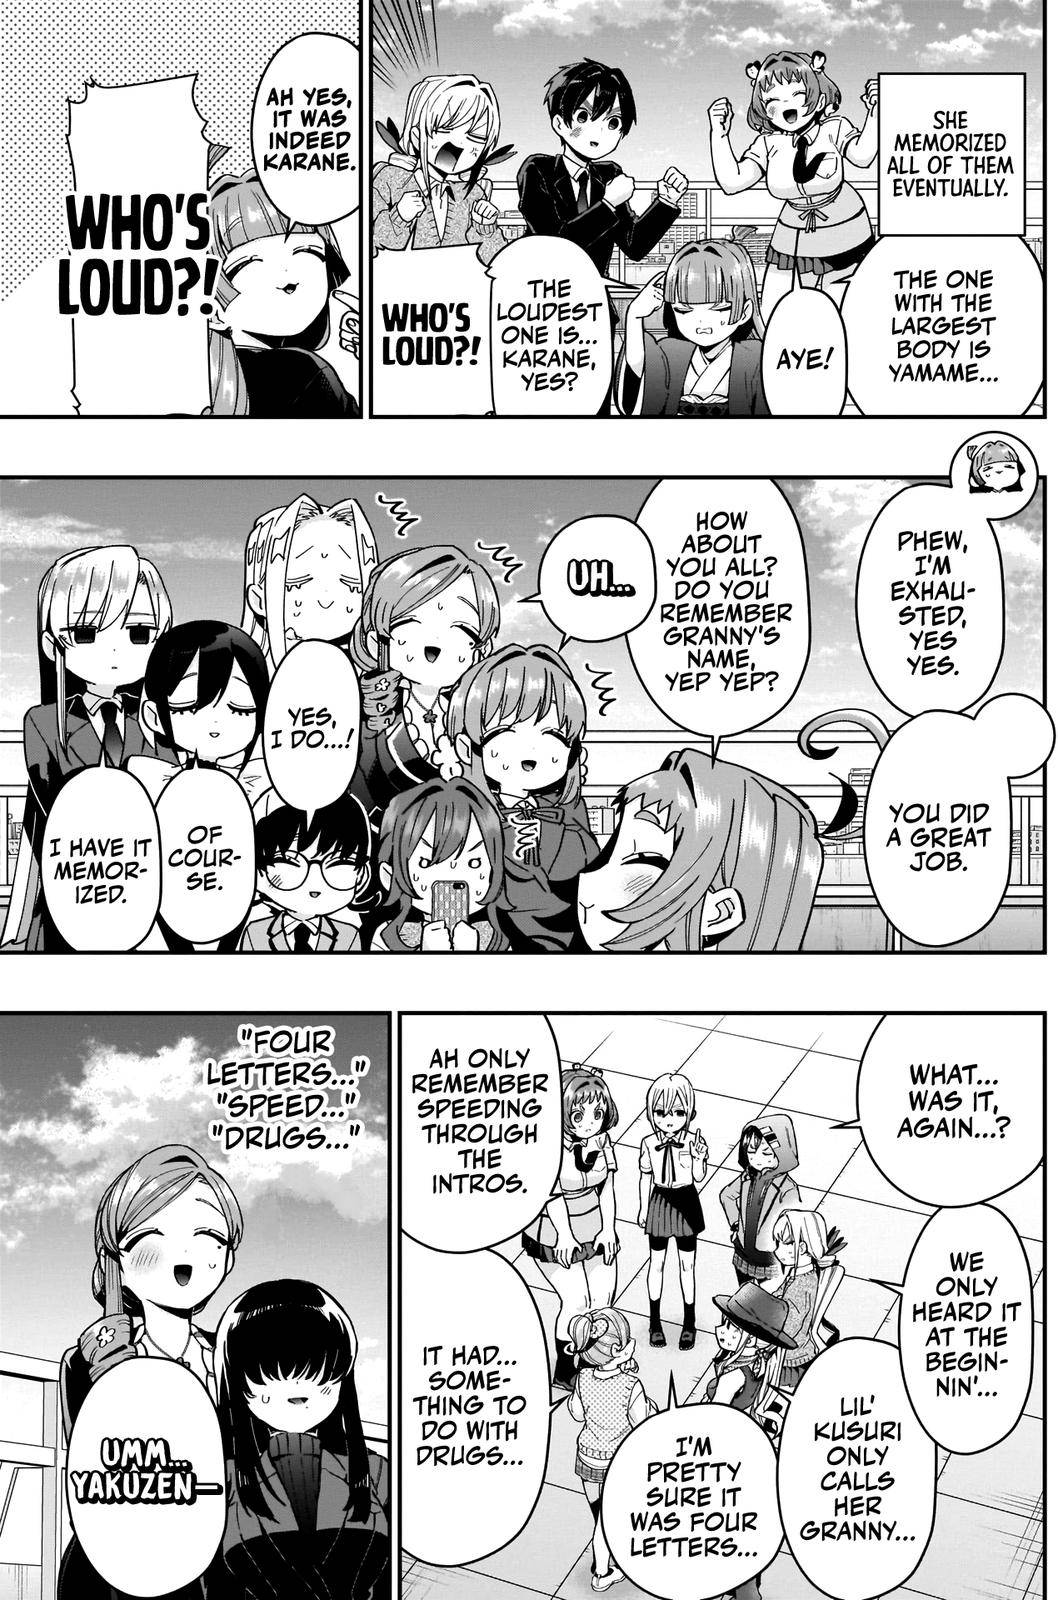 SHE
MEMORIZED
ALL OF THEM
EVENTUALLY.
THE ONE
WITH THE
LARGEST
BODY IS
YAMAME...
AYE!
THE
LOUDEST
ONE IS...
KARANE,
YES?
WHO'S
LOUD?!
AH YES,
IT WAS
INDEED
KARANE.
WHO'S
LOUD?!
PHEW,
I'M
EXHAU-
STED,
YES
YES.
YOU DID
A GREAT
JOB.
HOW
ABOUT
YOU ALL?
DO YOU
REMEMBER
GRANNY'S
NAME,
YEP YEP?
UH...
YES,
I DO...!
OF
COUR-
SE.
I HAVE IT
MEMOR-
IZED.
WHAT...
WAS IT,
AGAIN...?
WE
ONLY
HEARD IT
AT THE
BEGIN-
NIN'...
LIL'
KUSURI
ONLY
CALLS
HER
GRANNY...
I'M
PRETTY
SURE IT
WAS FOUR
LETTERS...
AH ONLY
REMEMBER
SPEEDING
THROUGH
THE
INTROS.
IT HAD...
SOME-
THING TO
DO WITH
DRUGS...
"FOUR
LETTERS..."
"SPEED..."
"DRUGS..."
UMM...
YAKUZEN—